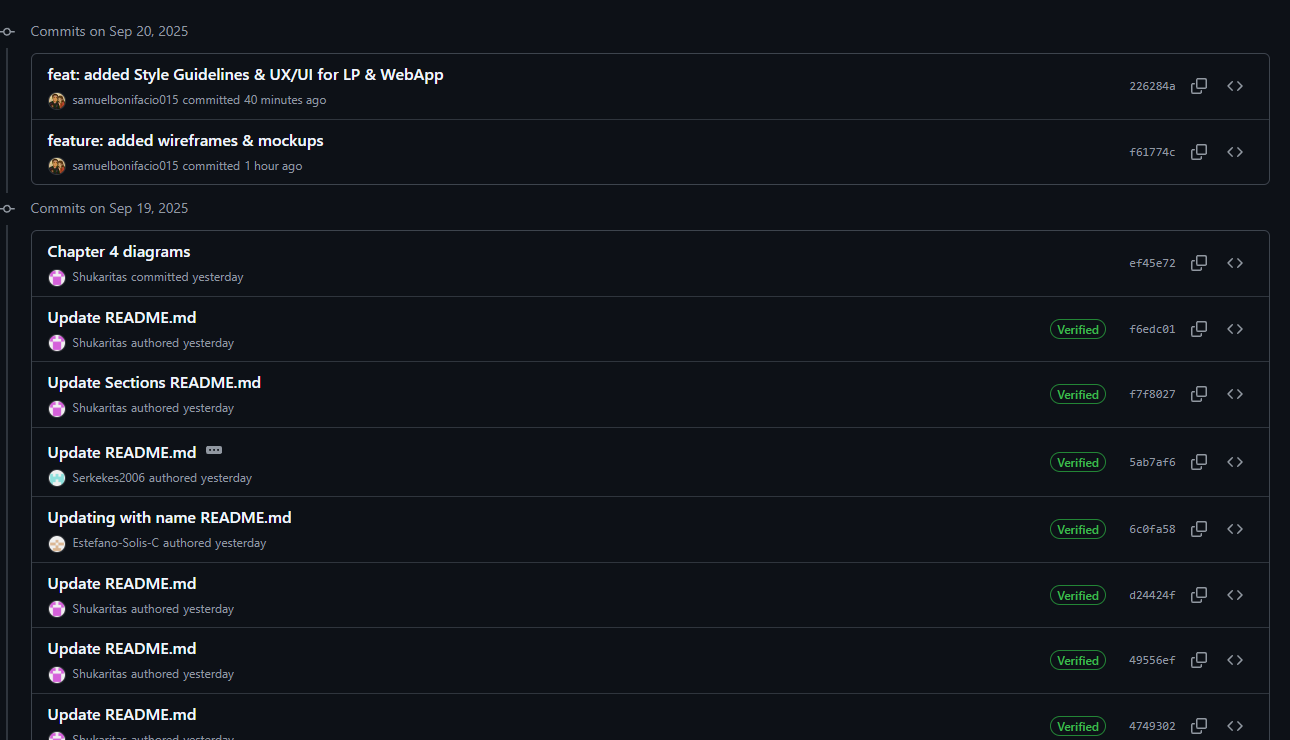 Commits on Sep 20, 2025
feat: added Style Guidelines & UX/UI for LP & WebApp
samuelbonifacio015 committed 40 minutes ago
226284a
feature: added wireframes & mockups
samuelbonifacio015 committed 1 hour ago
f61774c
Commits on Sep 19, 2025
Chapter 4 diagrams
Shukaritas committed yesterday
ef45e72
Update README.md
Shukaritas authored yesterday
Verified f6edc01
Update Sections README.md
Shukaritas authored yesterday
Verified f7f8027
Update README.md
Serkekes2006 authored yesterday
Verified 5ab7af6
Updating with name README.md
Estefano-Solis-C authored yesterday
Verified 6c0fa58
Update README.md
Shukaritas authored yesterday
Verified d24424f
Update README.md
Shukaritas authored yesterday
Verified 49556ef
Update README.md
Shukaritas authored yesterday
Verified 4749302